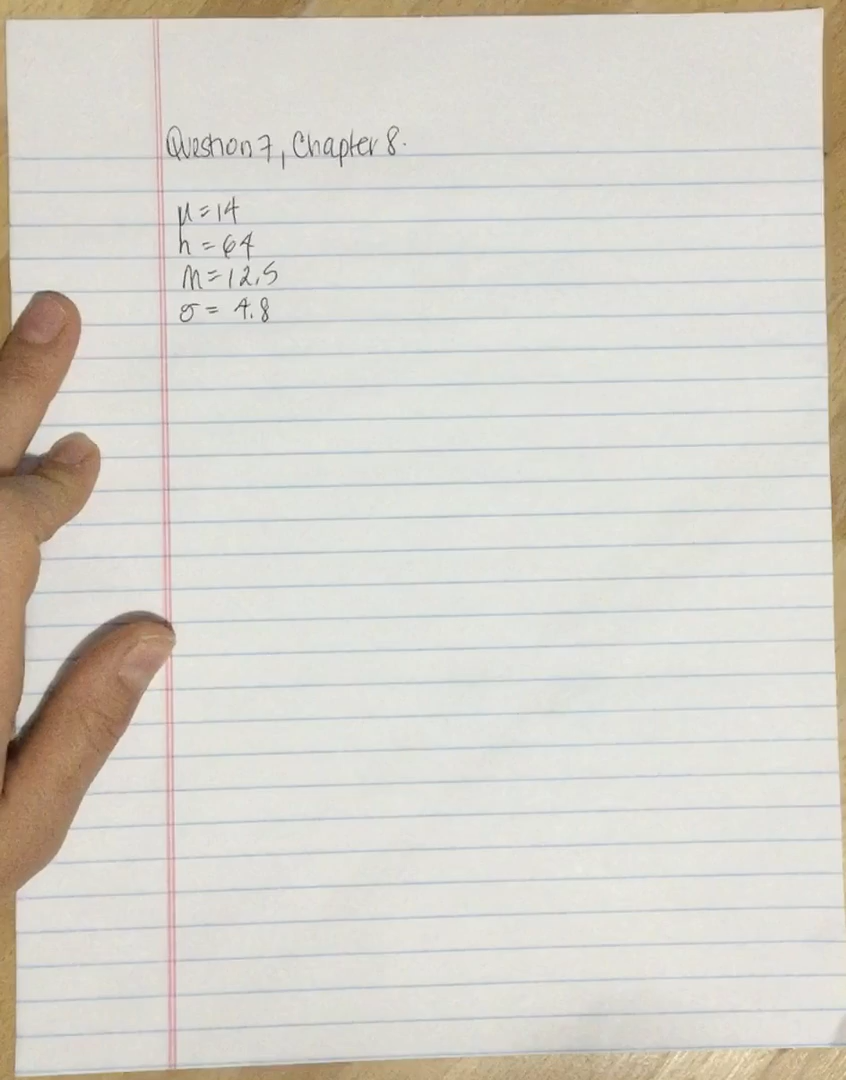 Question 7, Chapter 8.
μ = 14
n = 64
M = 12.5
σ = 4.8